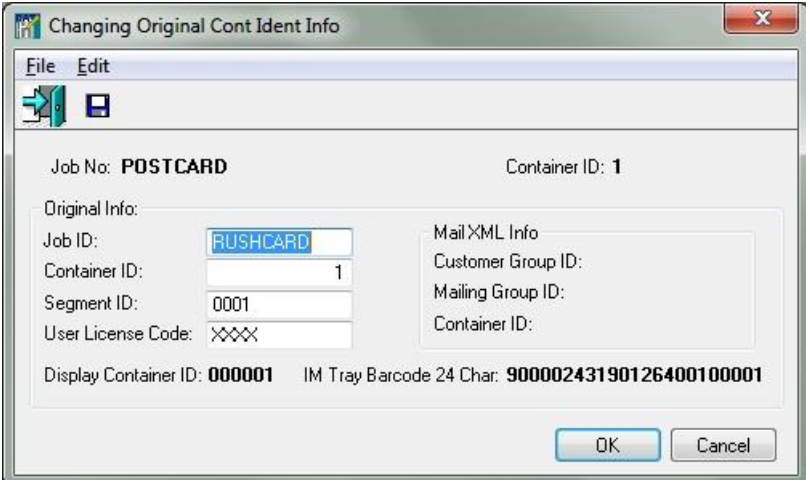 Changing Original Cont Ident Info
File Edit
Job No: POSTCARD Container ID: 1
Original Info:
Job ID: RUSHCARD
Container ID: 1
Segment ID: 0001
User License Code: XXXX
Mail XML Info
Customer Group ID:
Mailing Group ID:
Container ID:
Display Container ID: 000001 IM Tray Barcode 24 Char: 90000243190126400100001
OK Cancel